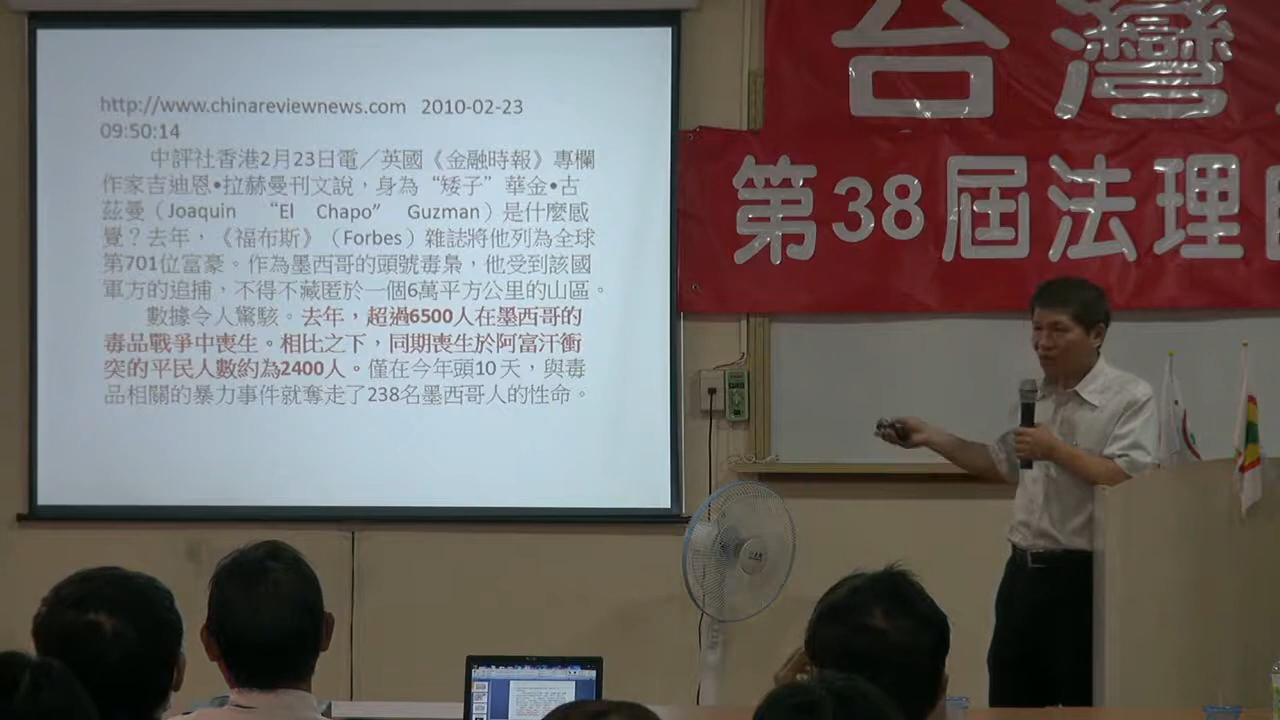 http://www.chinareviewnews.com 2010-02-23
09:50:14
中評社香港2月23日電／英國《金融時報》專欄
作家吉迪恩•拉赫曼刊文說，身為“矮子”華金•古
茲曼（Joaquin “El Chapo” Guzman）是什麼感
覺？去年，《福布斯》（Forbes）雜誌將他列為全球
第701位富豪。作為墨西哥的頭號毒梟，他受到該國
軍方的追捕，不得不藏匿於一個6萬平方公里的山區。
數據令人驚駭。去年，超過6500人在墨西哥的
毒品戰爭中喪生。相比之下，同期喪生於阿富汗衝
突的平民人數約為2400人。僅在今年頭10天，與毒
品相關的暴力事件就奪走了238名墨西哥人的性命。
台灣
第38屆法理